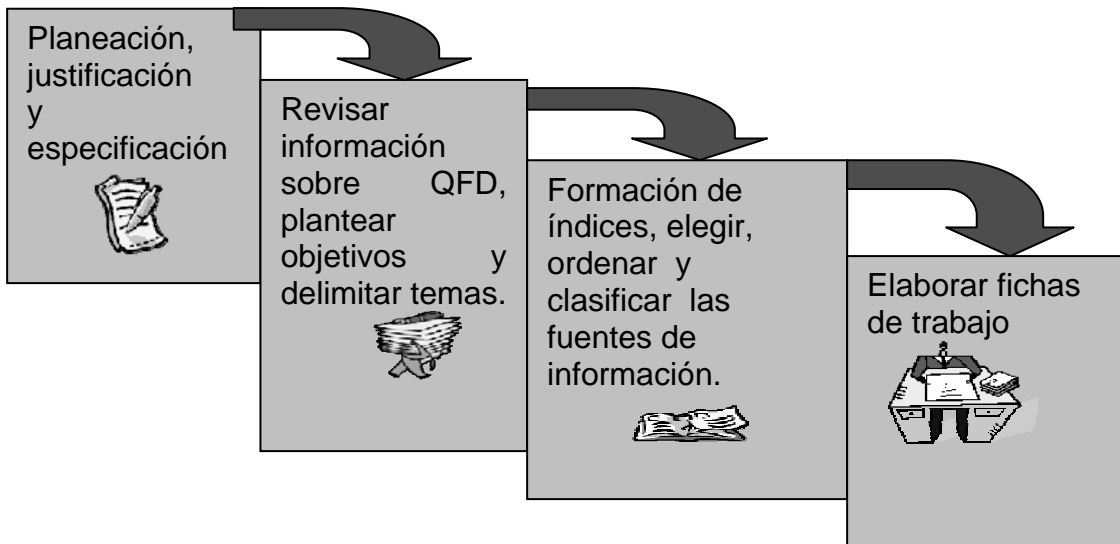 Planeación,
justificación
y
especificación
Revisar
información
sobre QFD,
plantear
objetivos y
delimitar temas.
Formación de
índices, elegir,
ordenar y
clasificar las
fuentes de
información.
Elaborar fichas
de trabajo